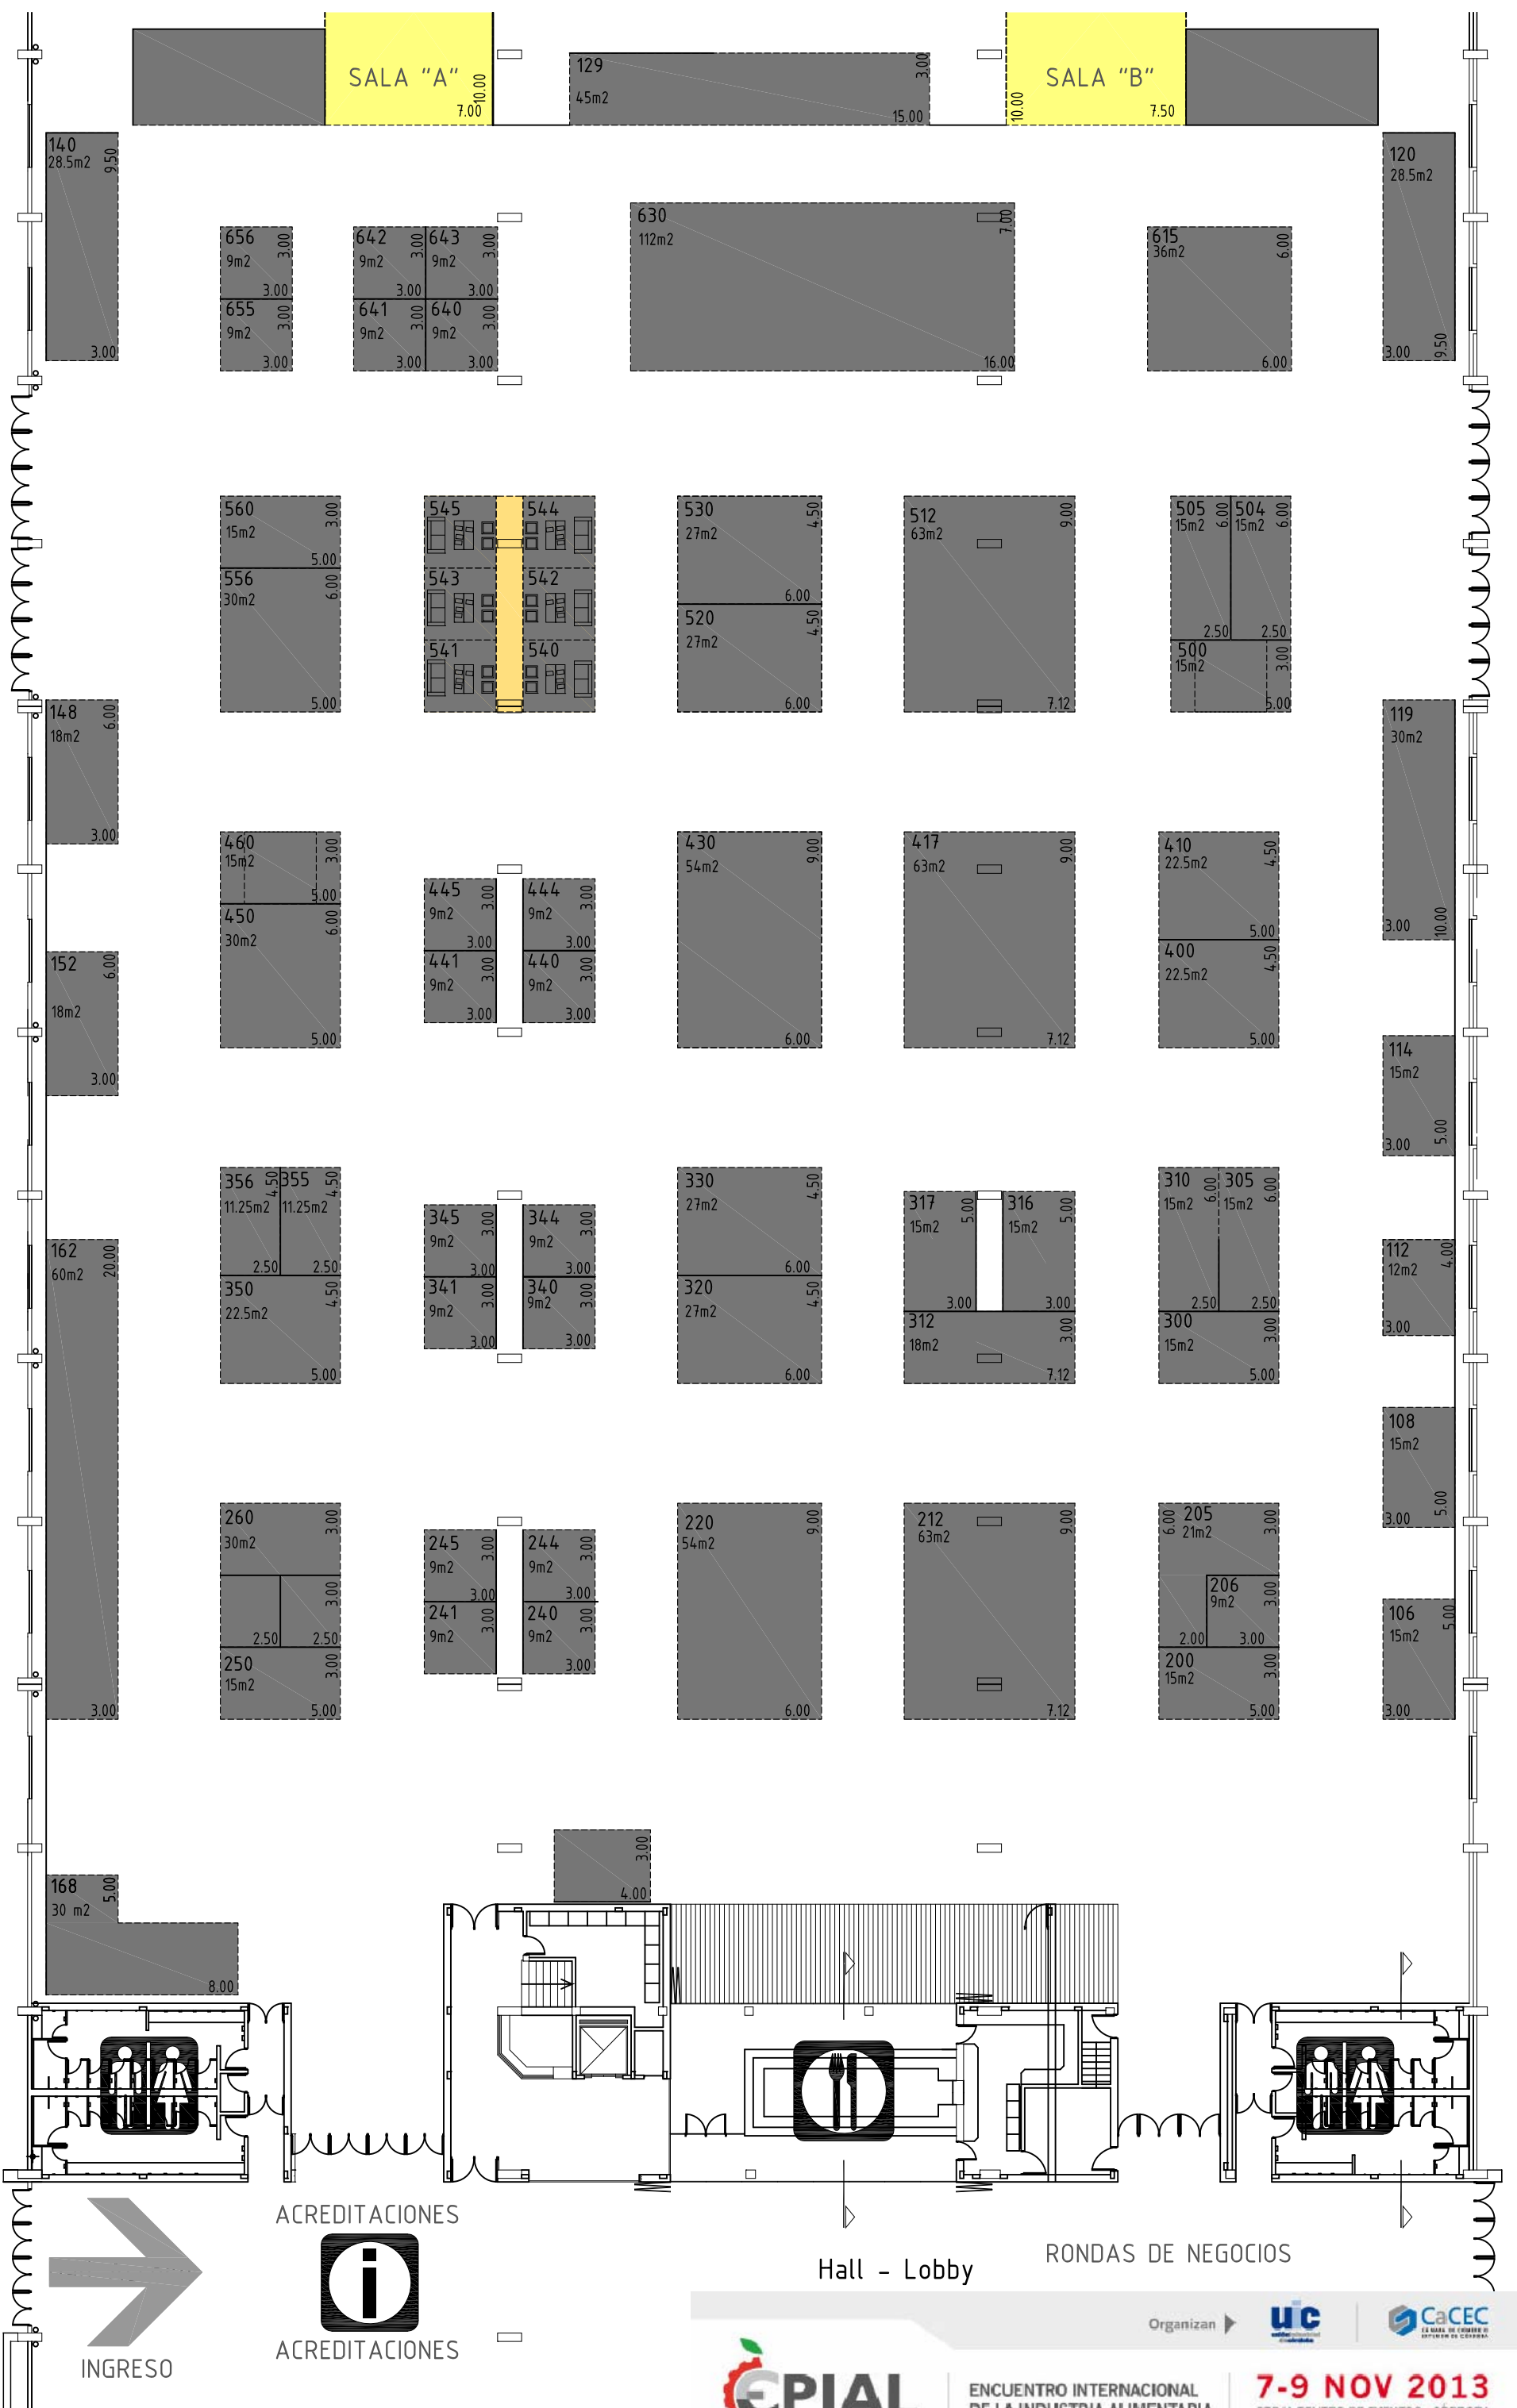 SALA "A"
10.00
7.00
129
3.00
45m2
15.00
SALA "B"
10.00
7.50
140
28.5m2
9.50
3.00
120
28.5m2
3.00
9.50
656
9m2
3.00
3.00
655
9m2
3.00
3.00
642
9m2
3.00
3.00
643
9m2
3.00
3.00
641
9m2
3.00
3.00
640
9m2
3.00
3.00
630
112m2
7.00
16.00
615
36m2
6.00
6.00
560
15m2
3.00
5.00
556
30m2
6.00
5.00
545
544
543
542
541
540
530
27m2
4.50
6.00
520
27m2
4.50
6.00
512
63m2
9.00
7.12
505
15m2
6.00
2.50
504
15m2
6.00
2.50
500
15m2
3.00
5.00
148
18m2
6.00
3.00
119
30m2
3.00
10.00
460
15m2
3.00
5.00
450
30m2
6.00
5.00
445
9m2
3.00
3.00
444
9m2
3.00
3.00
441
9m2
3.00
3.00
440
9m2
3.00
3.00
430
54m2
9.00
6.00
417
63m2
9.00
7.12
410
22.5m2
4.50
5.00
400
22.5m2
4.50
5.00
152
18m2
6.00
3.00
114
15m2
3.00
5.00
356
11.25m2
4.50
2.50
355
11.25m2
4.50
2.50
350
22.5m2
4.50
5.00
345
9m2
3.00
3.00
344
9m2
3.00
3.00
341
9m2
3.00
3.00
340
9m2
3.00
3.00
330
27m2
4.50
6.00
320
27m2
4.50
6.00
317
15m2
5.00
3.00
316
15m2
5.00
3.00
312
18m2
3.00
7.12
310
15m2
6.00
2.50
305
15m2
6.00
2.50
300
15m2
3.00
5.00
162
60m2
20.00
3.00
112
12m2
4.00
3.00
108
15m2
3.00
5.00
260
30m2
3.00
3.00
2.50
2.50
250
15m2
3.00
5.00
245
9m2
3.00
3.00
244
9m2
3.00
3.00
241
9m2
3.00
240
9m2
3.00
3.00
220
54m2
9.00
6.00
212
63m2
9.00
7.12
205
21m2
6.00
3.00
206
9m2
3.00
2.00
3.00
200
15m2
3.00
5.00
106
15m2
5.00
3.00
168
30 m2
5.00
8.00
3.00
4.00
ACREDITACIONES
i
ACREDITACIONES
INGRESO
Hall - Lobby
RONDAS DE NEGOCIOS
Organizan
uic
CaCEC
EPIAL
ENCUENTRO INTERNACIONAL
DE LA INDUSTRIA ALIMENTARIA
7-9 NOV 2013